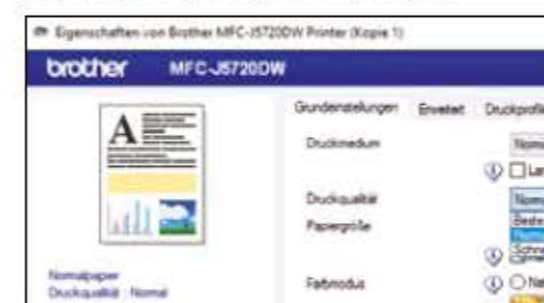 Eigenschaften von Brother MFC-J5720DW Printer (Kopie 1)
brother MFC-J5720DW
Grundeinstellungen Erweitert Druckprofile
A
Druckmedium
Druckqualität
Papiergröße
Normalpapier
Farbmodus
Druckqualität : Normal